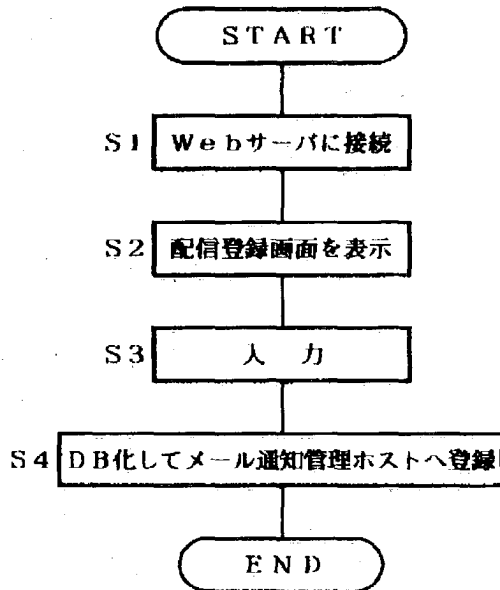 START
S1 Webサーバに接続
S2 配信登録画面を表示
S3 入 力
S4 DB化してメール通知管理ホストへ登録
END